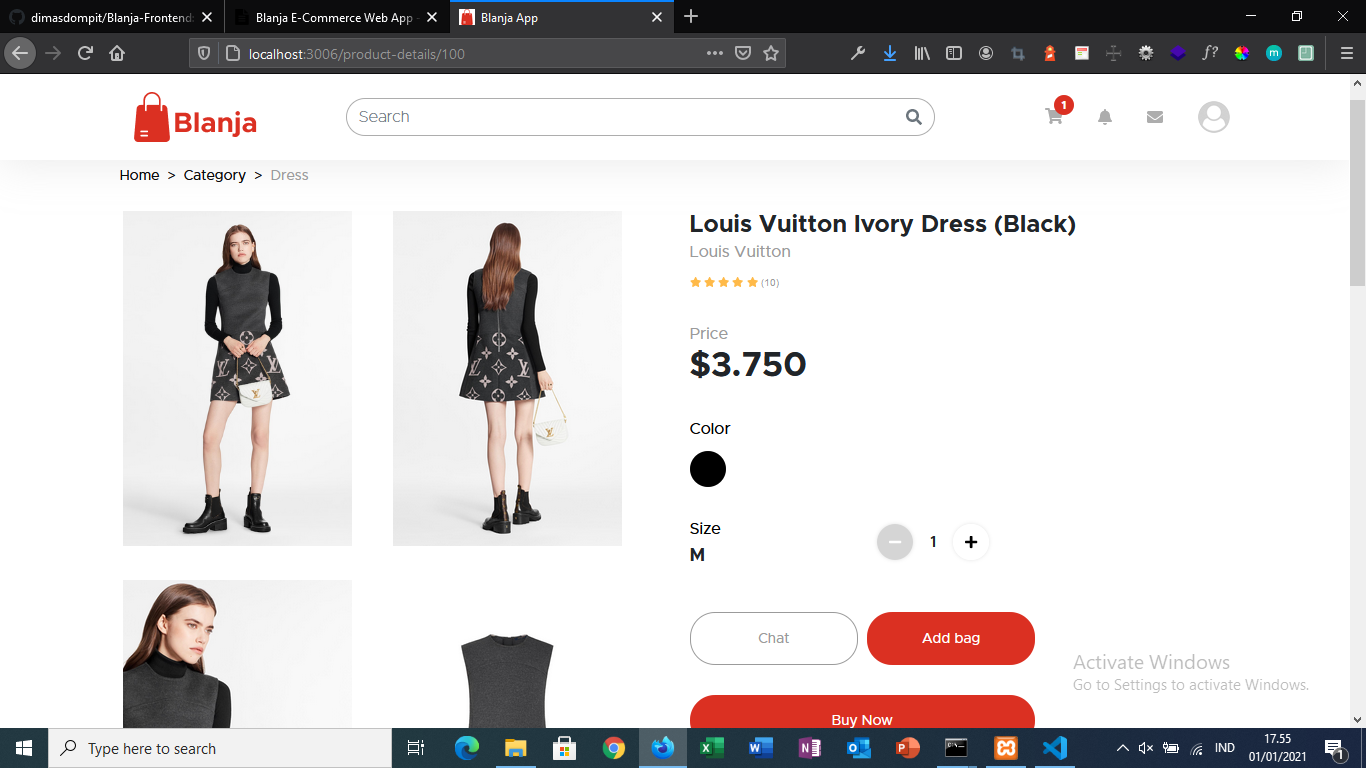 dimasdompit/Blanja-Frontend:
Blanja E-Commerce Web App -
Blanja App
localhost:3006/product-details/100
Blanja
Search
1
Home > Category > Dress
Louis Vuitton Ivory Dress (Black)
Louis Vuitton
(10)
Price
$3.750
Color
Size
M
1
Chat
Add bag
Buy Now
Activate Windows
Go to Settings to activate Windows.
Type here to search
IND
17.55
01/01/2021
1